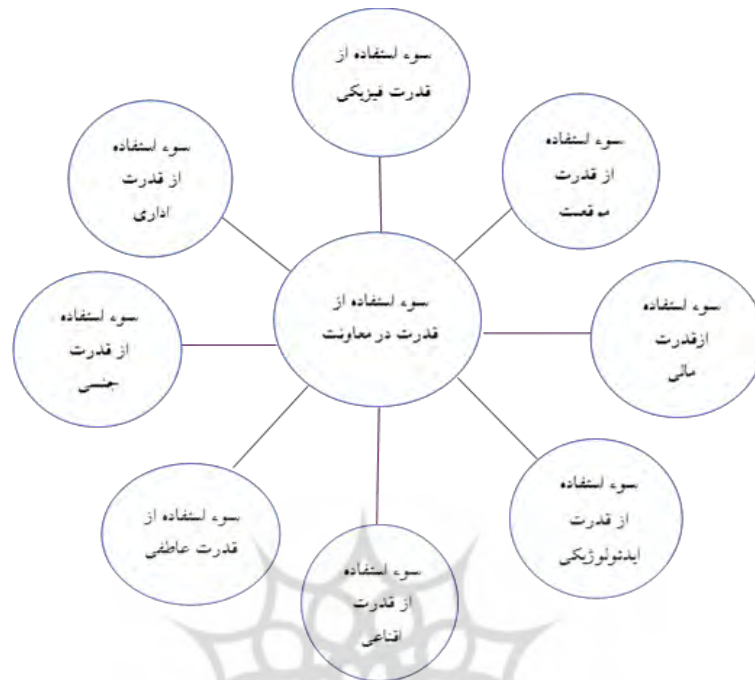 سوء استفاده از
قدرت فیزیکی
سوء استفاده
از قدرت
موقعیت
سوء استفاده
از قدرت
اداری
سوء استفاده از
قدرت در معاونت
سوء استفاده
ازقدرت
مالی
سوء استفاده
از قدرت
جنسی
سوء استفاده
از قدرت
ایدئولوژیکی
سوء استفاده از
قدرت عاطفی
سوء استفاده
از قدرت
اقناعی